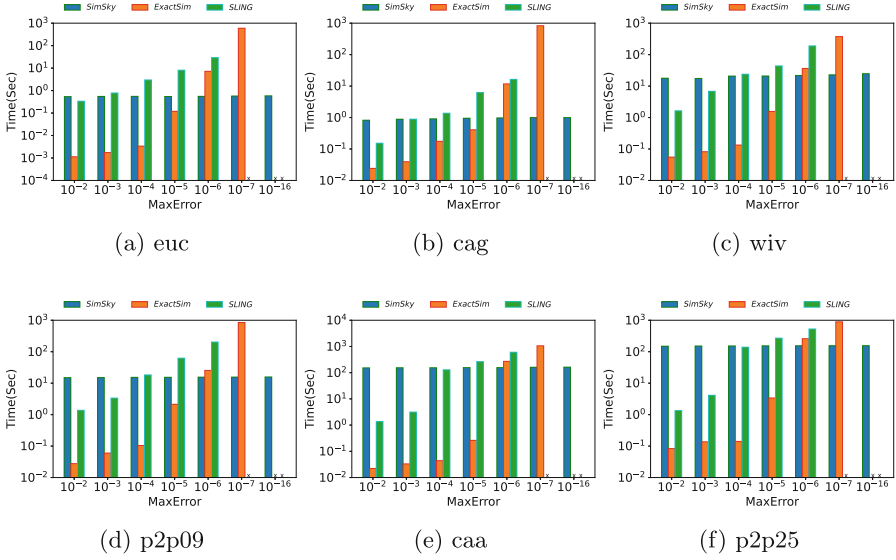 SimSky ExactSim SLING
SimSky ExactSim SLING
SimSky ExactSim SLING
Time(Sec)
10^3
10^2
10^1
10^0
10^-1
10^-2
10^-3
10^-4
10^-2 10^-3 10^-4 10^-5 10^-6 10^-7 10^-16
x x x
MaxError
(a) euc
Time(Sec)
10^3
10^2
10^1
10^0
10^-1
10^-2
10^-2 10^-3 10^-4 10^-5 10^-6 10^-7 10^-16
x x x
MaxError
(b) cag
Time(Sec)
10^3
10^2
10^1
10^0
10^-1
10^-2
10^-2 10^-3 10^-4 10^-5 10^-6 10^-7 10^-16
x x x
MaxError
(c) wiv
SimSky ExactSim SLING
SimSky ExactSim SLING
SimSky ExactSim SLING
Time(Sec)
10^3
10^2
10^1
10^0
10^-1
10^-2
10^-2 10^-3 10^-4 10^-5 10^-6 10^-7 10^-16
x x x
MaxError
(d) p2p09
Time(Sec)
10^4
10^3
10^2
10^1
10^0
10^-1
10^-2
10^-2 10^-3 10^-4 10^-5 10^-6 10^-7 10^-16
x x x
MaxError
(e) caa
Time(Sec)
10^3
10^2
10^1
10^0
10^-1
10^-2
10^-2 10^-3 10^-4 10^-5 10^-6 10^-7 10^-16
x x x
MaxError
(f) p2p25